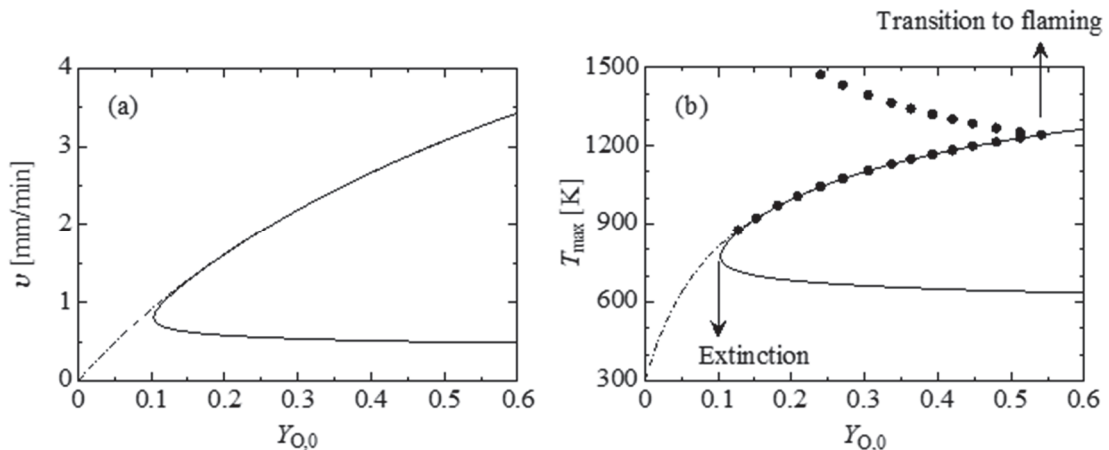 Transition to flaming
4
3
2
1
0
υ [mm/min]
(a)
0 0.1 0.2 0.3 0.4 0.5 0.6
Y_O,0
1500
1200
900
600
300
T_max [K]
(b)
Extinction
0 0.1 0.2 0.3 0.4 0.5 0.6
Y_O,0